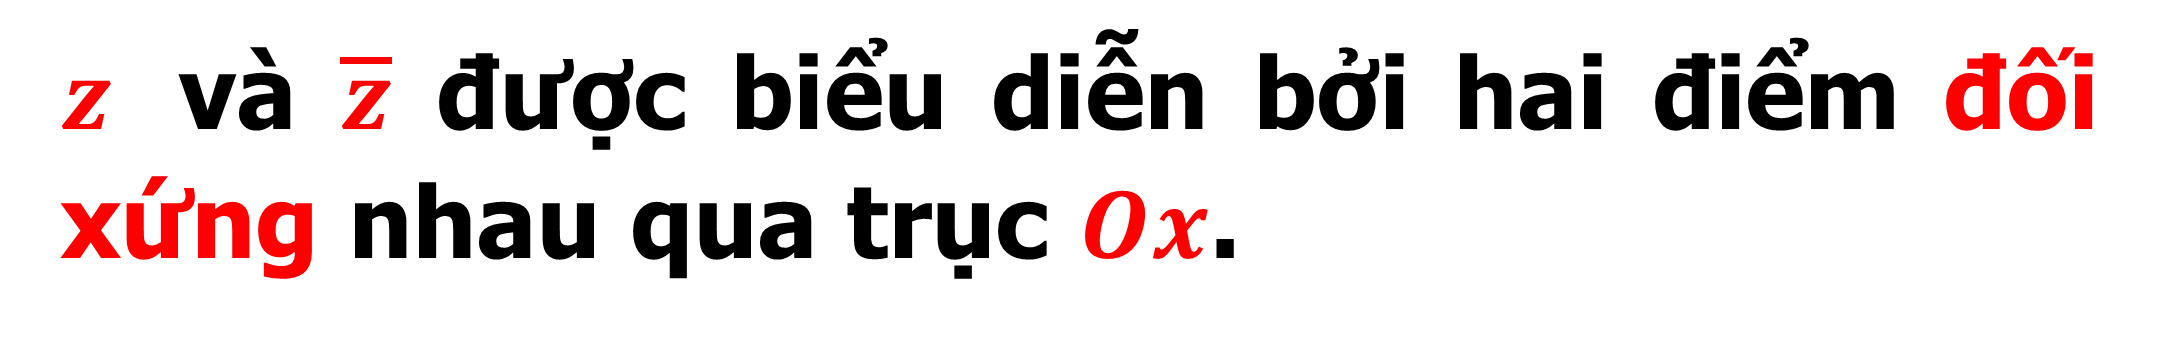 z và z̅ được biểu diễn bởi hai điểm đối
xứng nhau qua trục Ox.